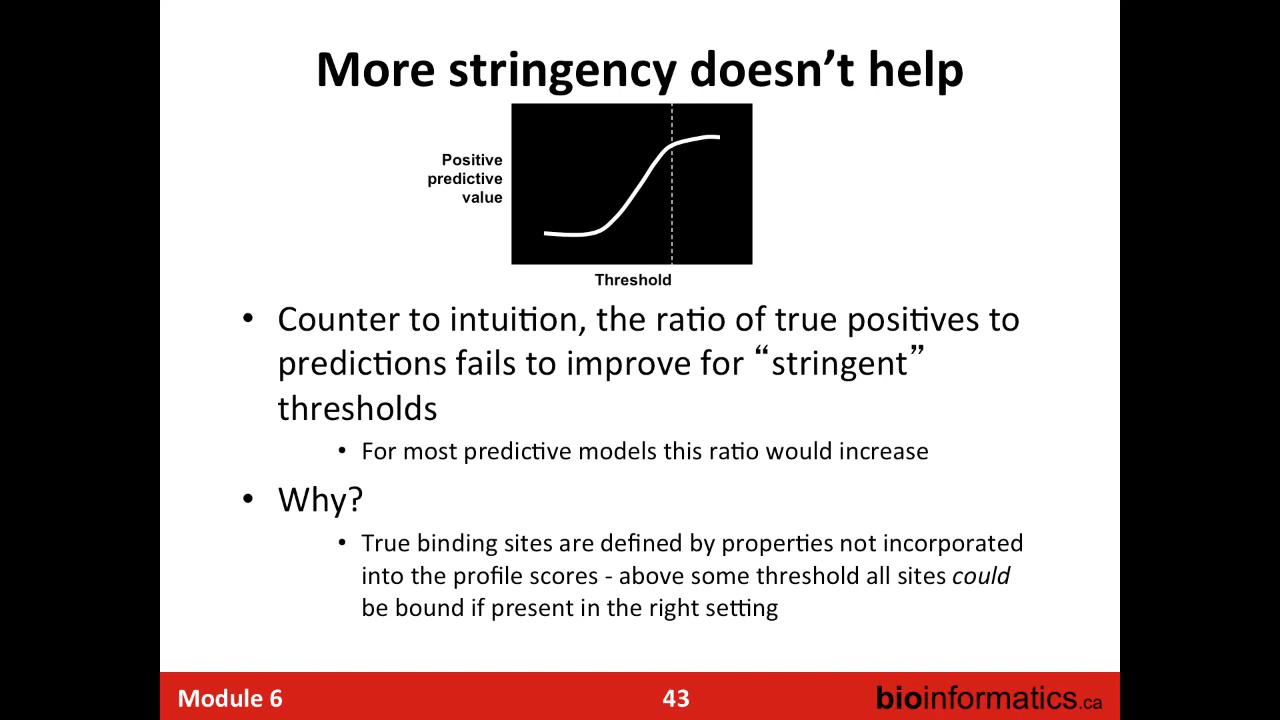 More stringency doesn’t help
Positive
predictive
value
Threshold
• Counter to intuition, the ratio of true positives to
predictions fails to improve for “stringent”
thresholds
• For most predictive models this ratio would increase
• Why?
• True binding sites are defined by properties not incorporated
into the profile scores - above some threshold all sites could
be bound if present in the right setting
Module 6
43
bioinformatics.ca